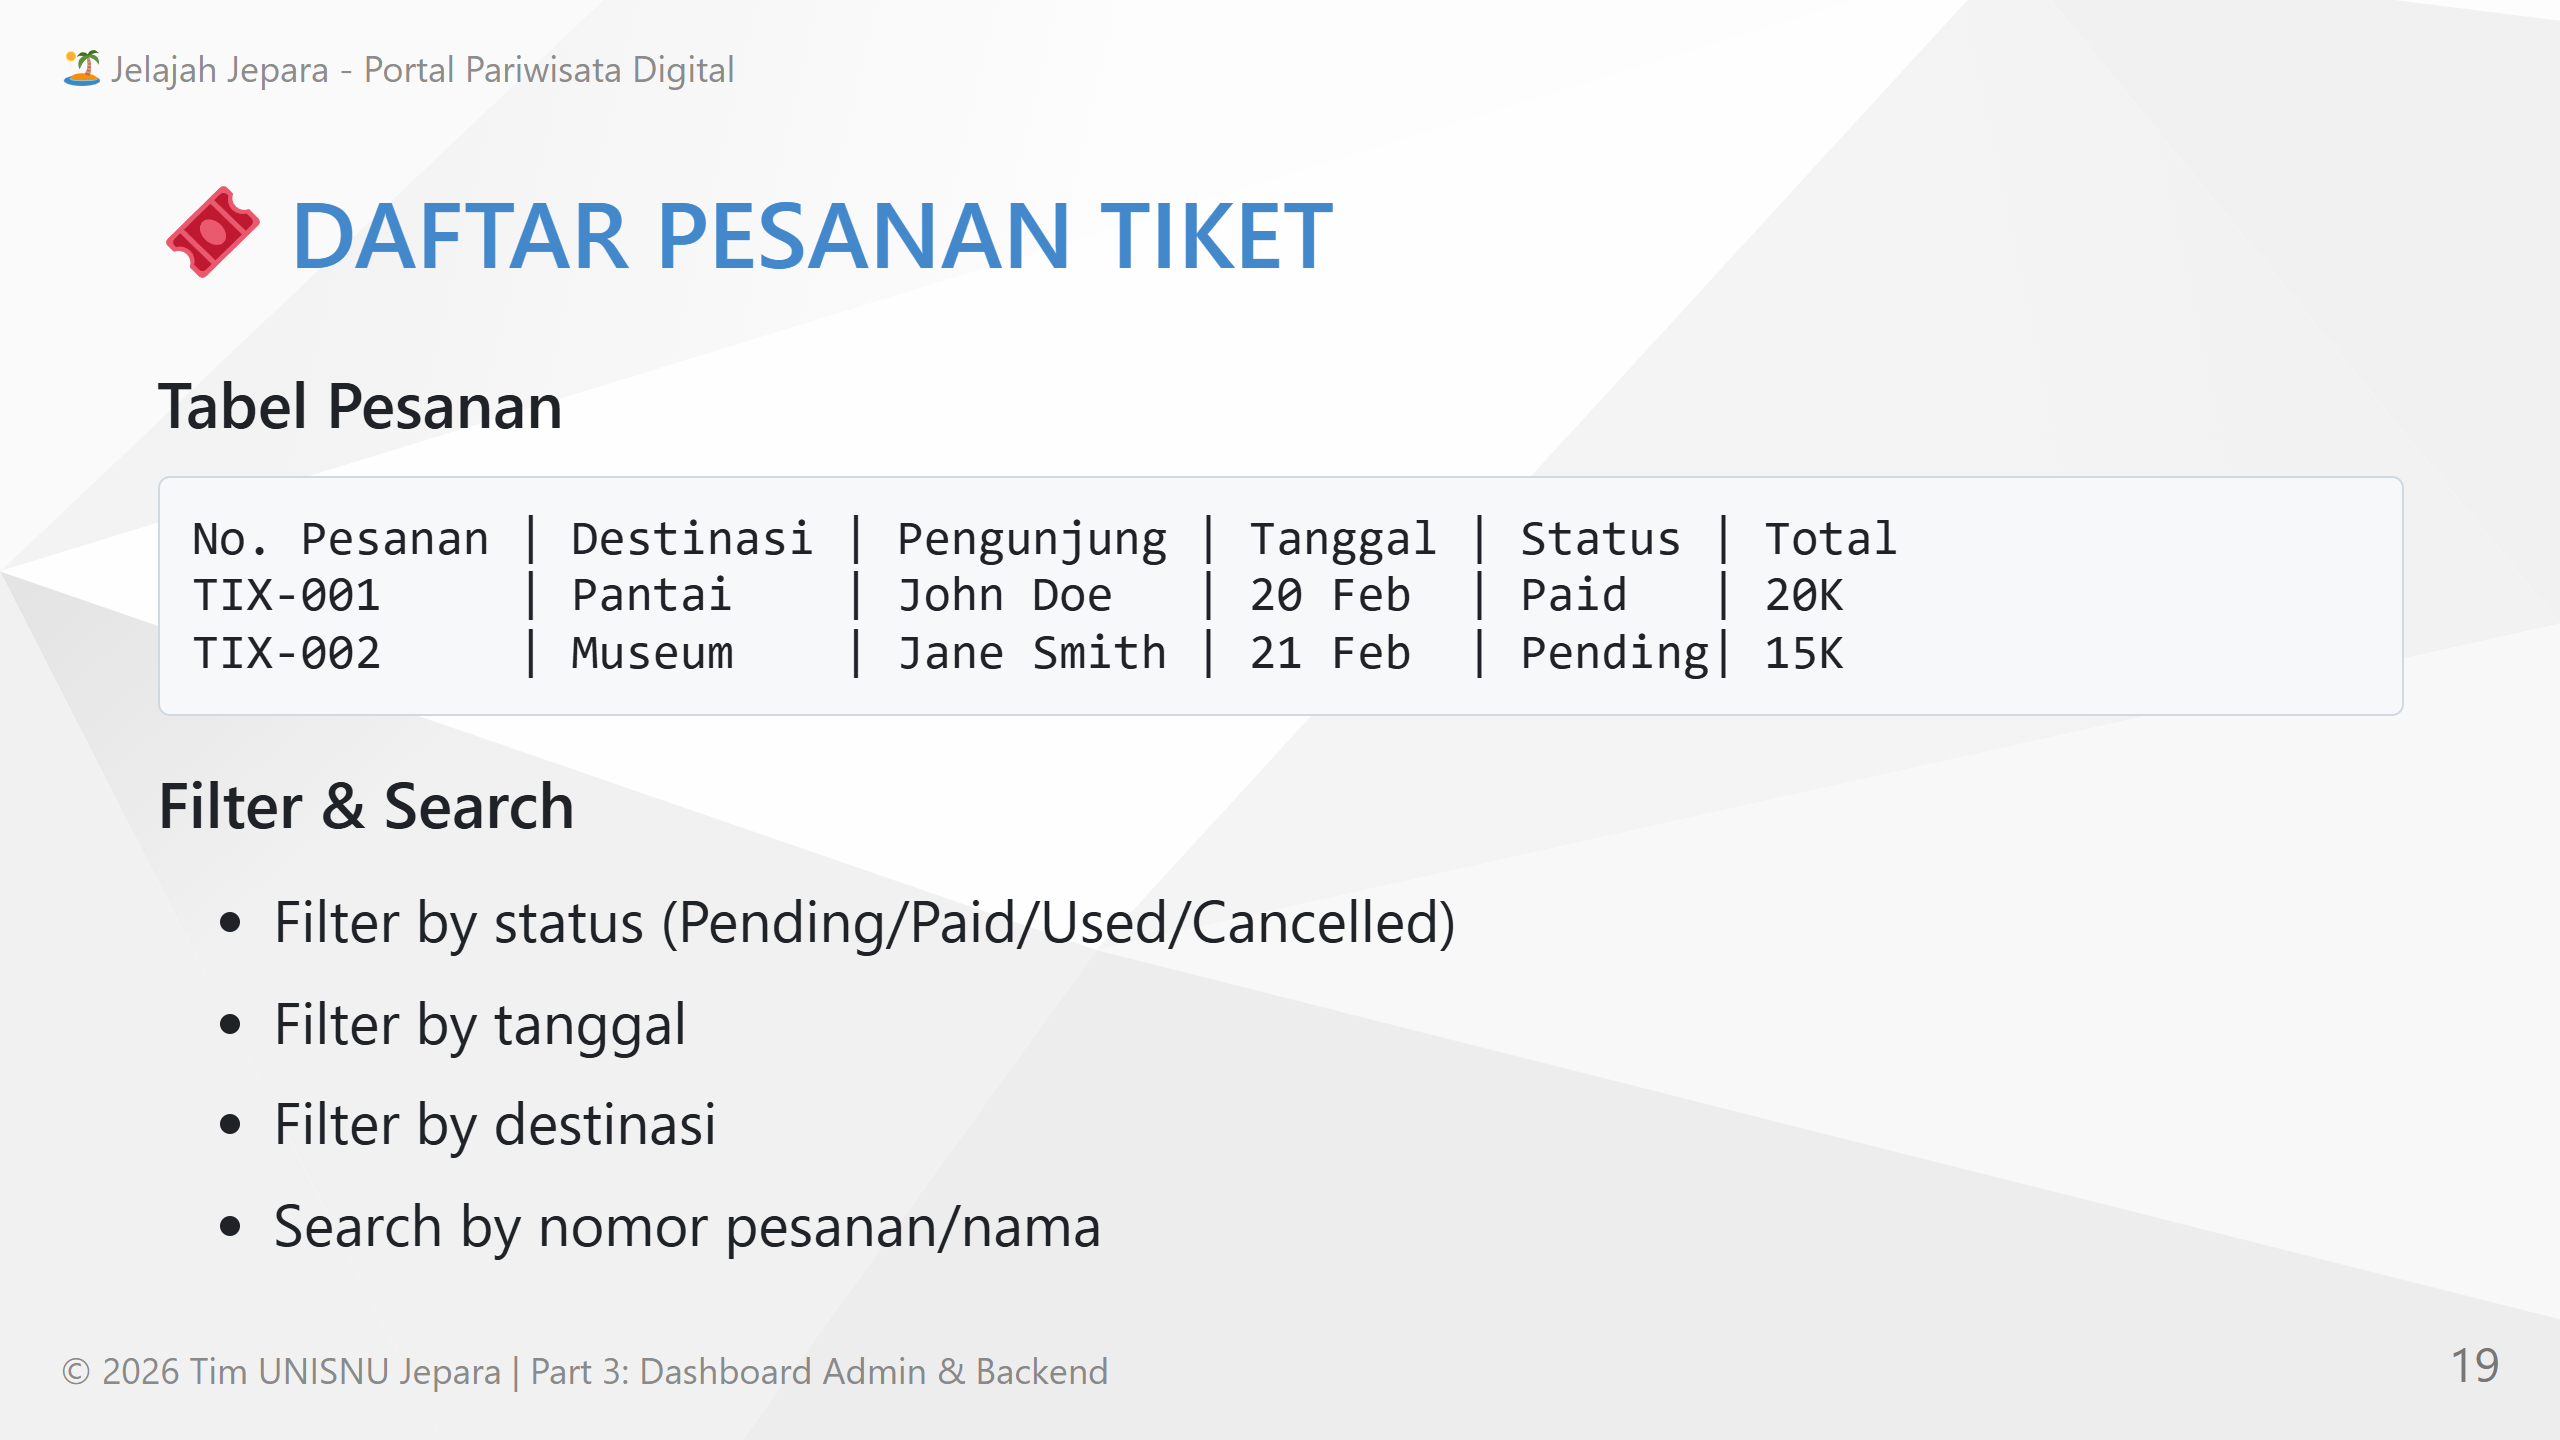 Jelajah Jepara - Portal Pariwisata Digital
DAFTAR PESANAN TIKET
Tabel Pesanan
No. Pesanan | Destinasi | Pengunjung | Tanggal | Status | Total
TIX-001     | Pantai    | John Doe   | 20 Feb  | Paid   | 20K
TIX-002     | Museum    | Jane Smith | 21 Feb  | Pending| 15K
Filter & Search
• Filter by status (Pending/Paid/Used/Cancelled)
• Filter by tanggal
• Filter by destinasi
• Search by nomor pesanan/nama
© 2026 Tim UNISNU Jepara | Part 3: Dashboard Admin & Backend
19